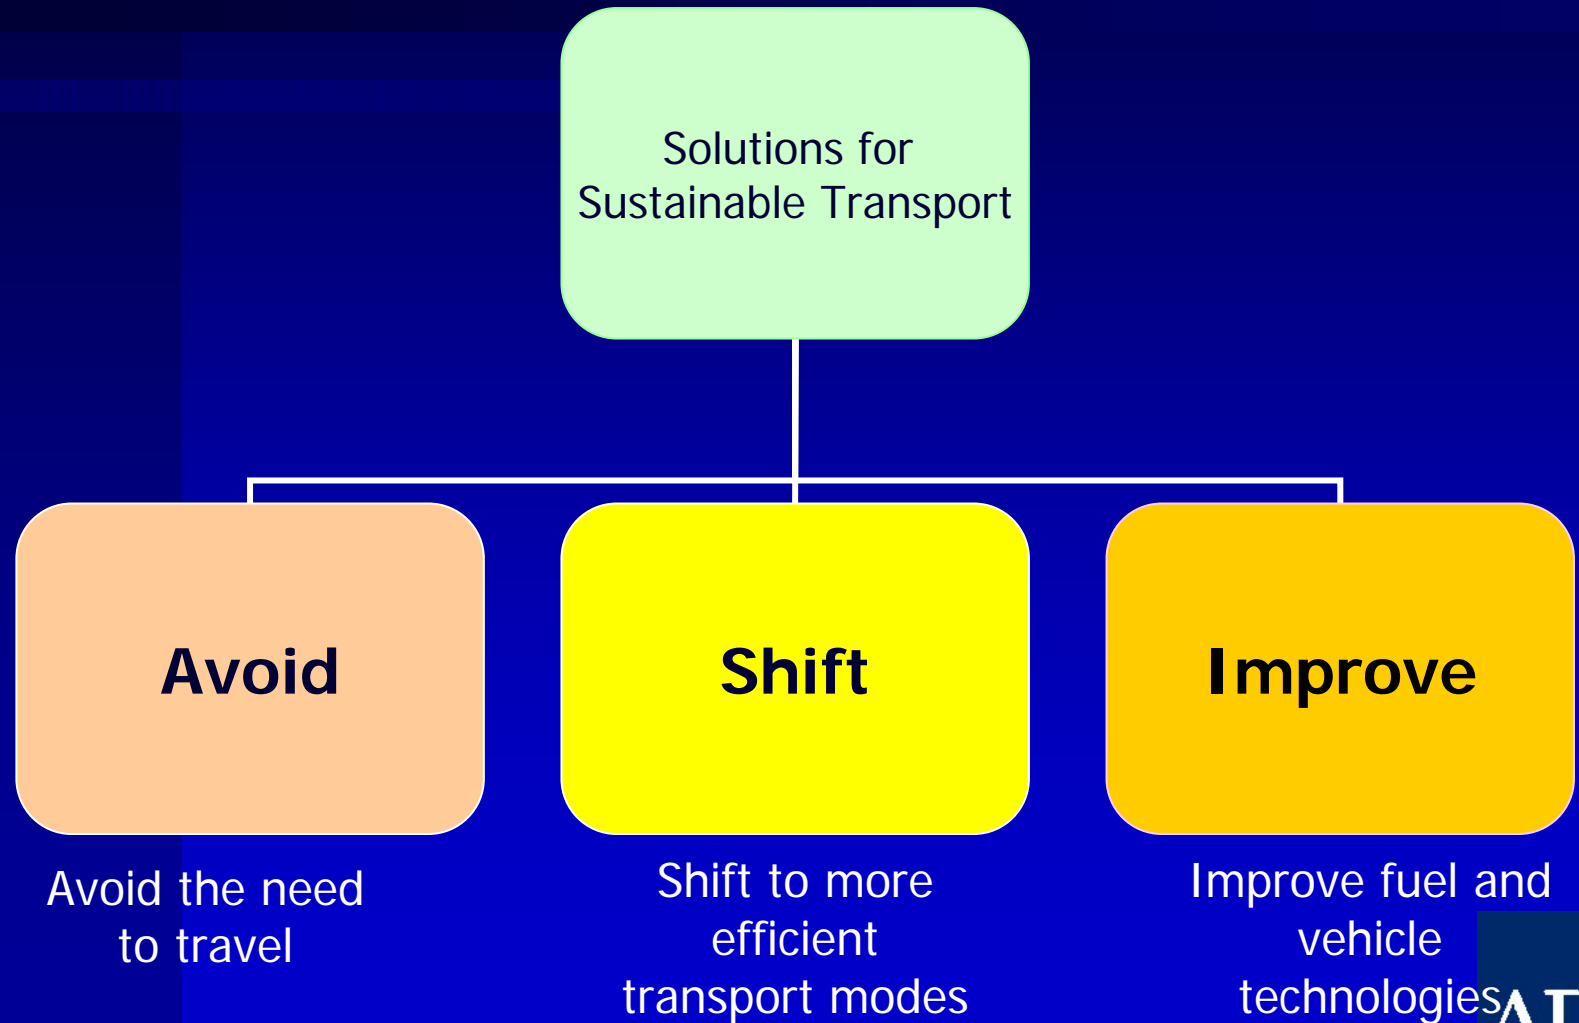 Solutions for
Sustainable Transport
Avoid
Shift
Improve
Avoid the need
to travel
Shift to more
efficient
transport modes
Improve fuel and
vehicle
technologies